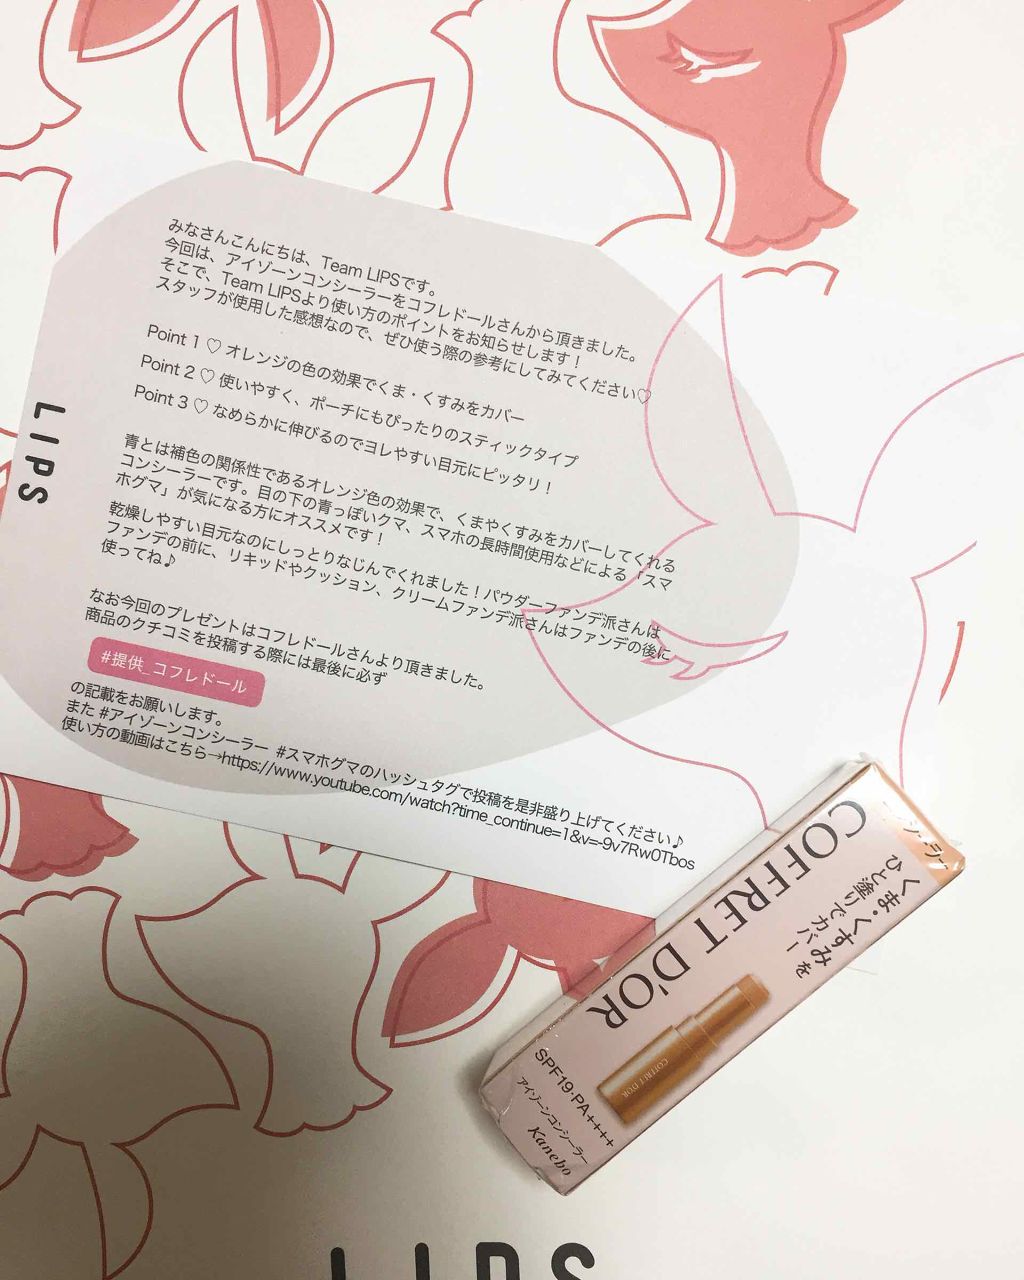 みなさんこんにちは、Team LIPSです。
今回は、アイゾーンコンシーラーをコフレドールさんから頂きました。
そこで、Team LIPSより使い方のポイントをお知らせします！
スタッフが使用した感想なので、ぜひ使う際の参考にしてみてください♡
Point 1 ♡ オレンジの色の効果でくま・くすみをカバー
Point 2 ♡ 使いやすく、ポーチにもぴったりのスティックタイプ
Point 3 ♡ なめらかに伸びるのでヨレやすい目元にピッタリ！
青とは補色の関係性であるオレンジ色の効果で、くまやくすみをカバーしてくれる
コンシーラーです。目の下の青っぽいクマ、スマホの長時間使用などによる「スマ
ホグマ」が気になる方にオススメです！
乾燥しやすい目元なのにしっとりなじんでくれました！パウダーファンデ派さんは
ファンデの前に、リキッドやクッション、クリームファンデ派さんはファンデの後に
使ってね♪
なお今回のプレゼントはコフレドールさんより頂きました。
商品のクチコミを投稿する際には最後に必ず
#提供_コフレドール
の記載をお願いします。
また #アイゾーンコンシーラー #スマホグマのハッシュタグで投稿を是非盛り上げてください♪
使い方の動画はこちら→https://www.youtube.com/watch?time_continue=1&v=-9v7Rw0Tbos
LIPS
コンシーラー
くま・くすみを
ひと塗りでカバー
COFFRET D'OR
COFFRET D'OR
SPF19・PA++++
アイゾーンコンシーラー
Kanebo
LIPS